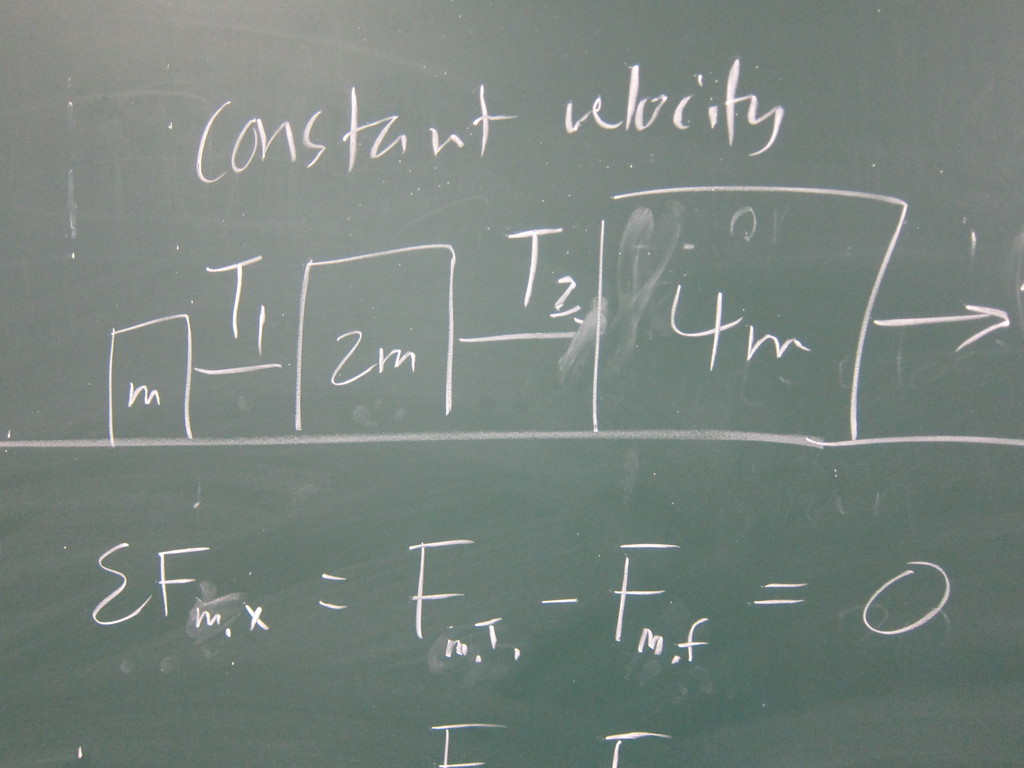 constant velocity
T1 T2
m 2m 4m
ΣFm,x = Fm,T1 - Fm,f = 0